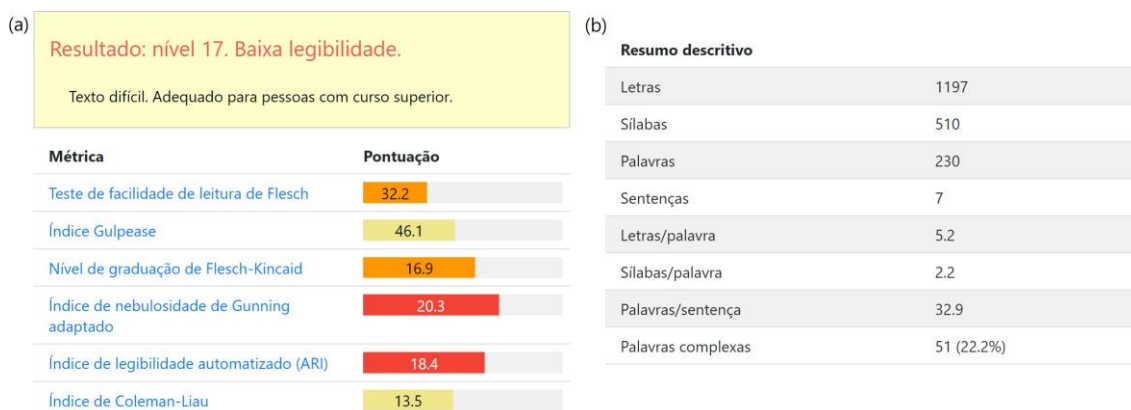 (a)
Resultado: nível 17. Baixa legibilidade.
Texto difícil. Adequado para pessoas com curso superior.
Métrica Pontuação
Teste de facilidade de leitura de Flesch 32.2
Índice Gulpease 46.1
Nível de graduação de Flesch-Kincaid 16.9
Índice de nebulosidade de Gunning
adaptado 20.3
Índice de legibilidade automatizado (ARI) 18.4
Índice de Coleman-Liau 13.5
(b)
Resumo descritivo
Letras 1197
Sílabas 510
Palavras 230
Sentenças 7
Letras/palavra 5.2
Sílabas/palavra 2.2
Palavras/sentença 32.9
Palavras complexas 51 (22.2%)